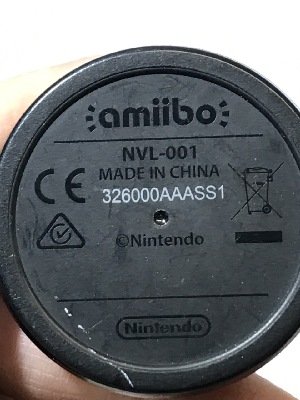 amiibo
NVL-001
MADE IN CHINA
CE
326000AAASS1
©Nintendo
Nintendo